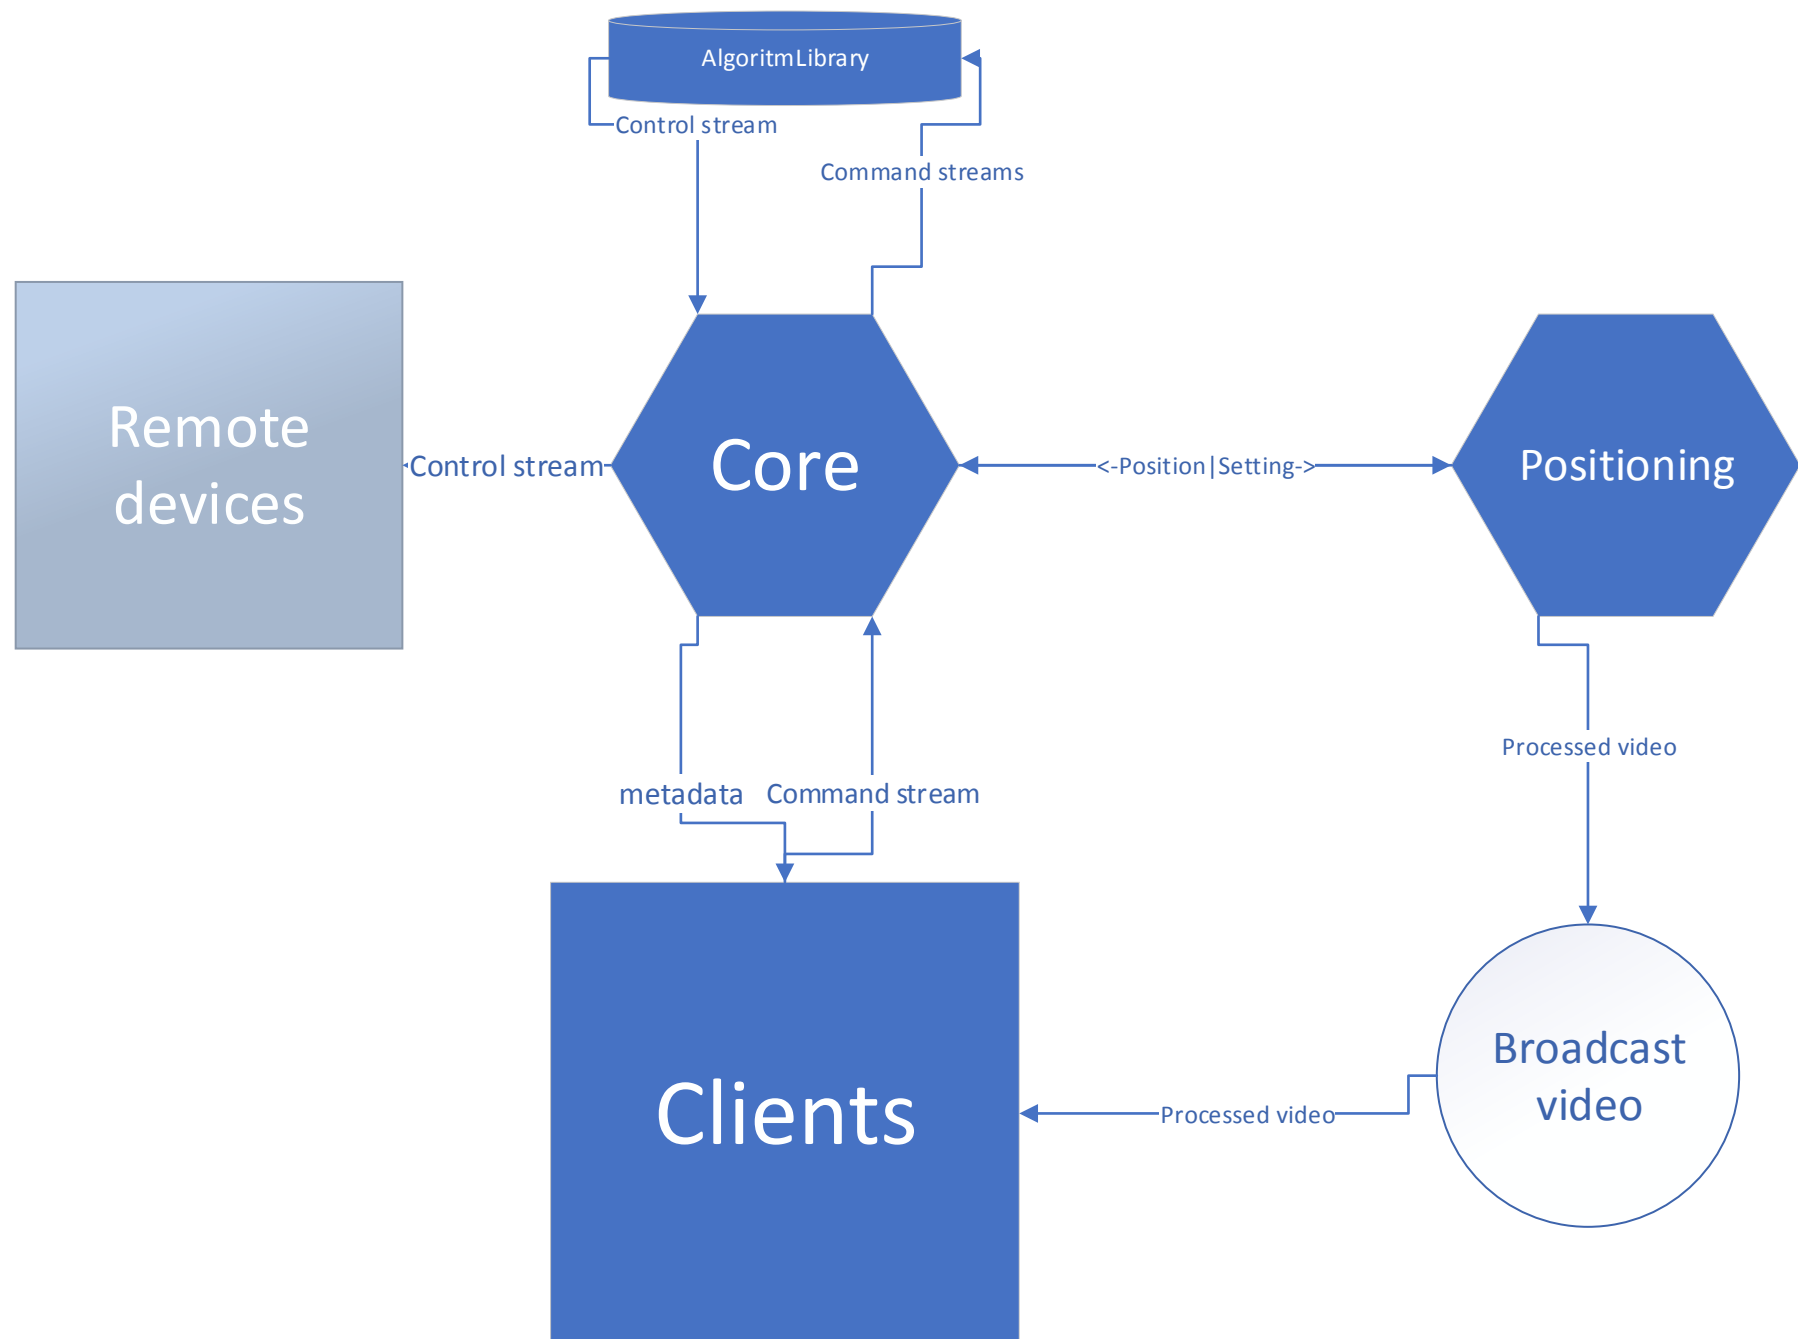 AlgoritmLibrary
Control stream
Command streams
Remote
devices
Control stream
Core
<-Position|Setting->
Positioning
Processed video
metadata
Command stream
Broadcast
video
Clients
Processed video